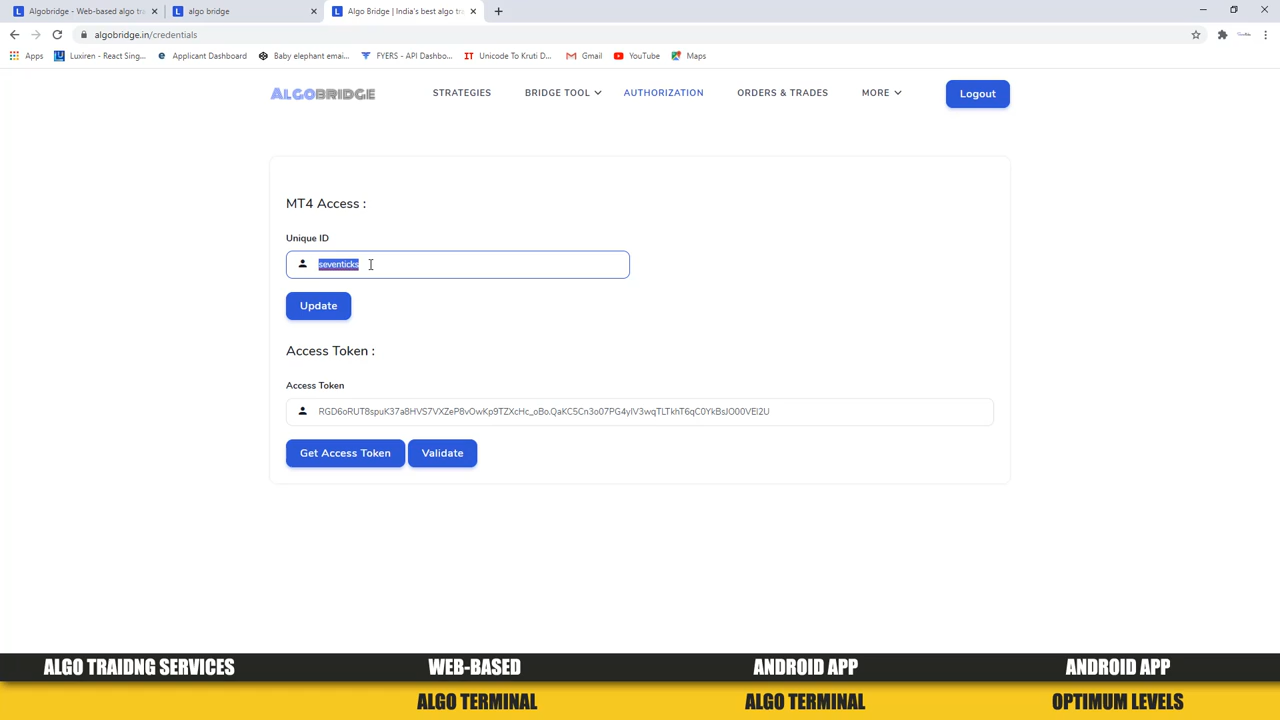 Algobridges - Web-based algo tra
algo bridge
Algo Bridge | India's best algo tra
algobridge.in/credentials
Apps Luxiren - React Sing... Applicant Dashboard Baby elephant emai... FYERS - API Dashbo... Unicode To Kruti D... Gmail YouTube Maps
ALGOBRIDGE STRATEGIES BRIDGE TOOL AUTHORIZATION ORDERS & TRADES MORE Logout
MT4 Access :
Unique ID
seventicks
Update
Access Token :
Access Token
RGD6oRUT8spuK37a8HVS7VXZeP8vOwKp9TZXcHc_oBo.QaKC5Cn3o07PG4yIV3wqTLTkhT6qC0YkBsJO00VEl2U
Get Access Token Validate
ALGO TRAIDNG SERVICES WEB-BASED ANDROID APP ANDROID APP
ALGO TERMINAL ALGO TERMINAL OPTIMUM LEVELS